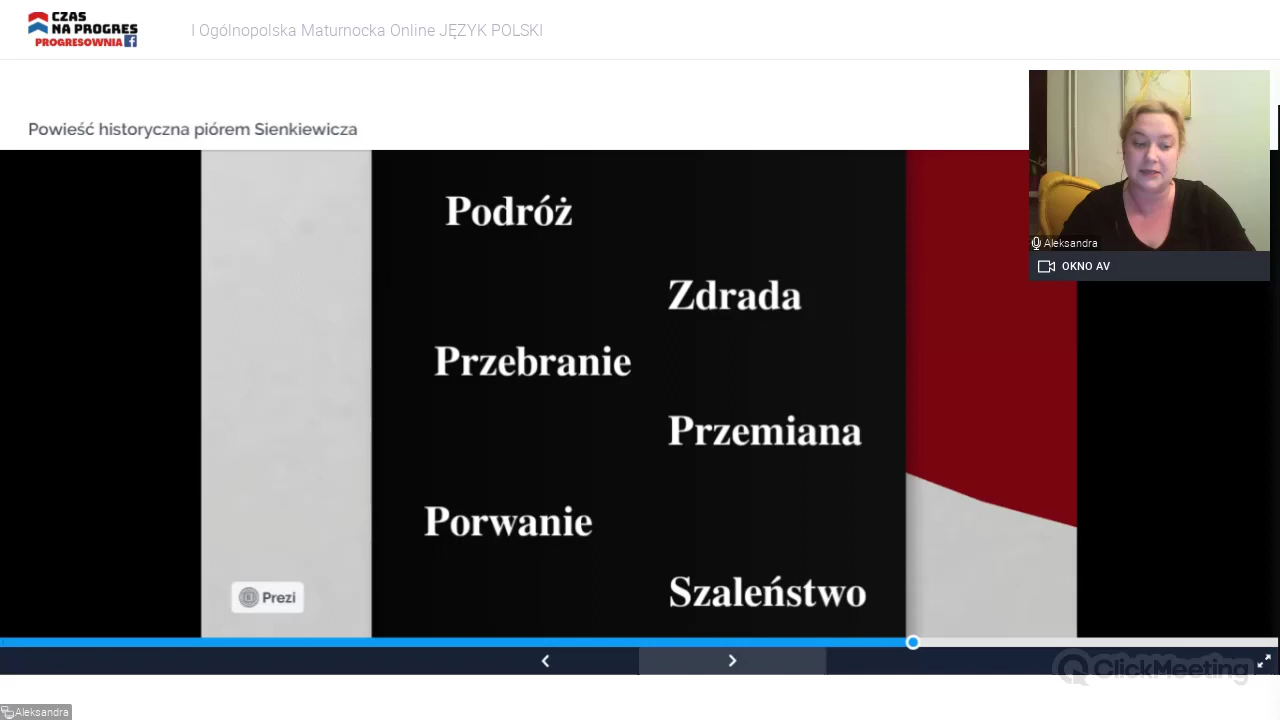 CZAS
NA PROGRES
PROGRESOWNIA f
I Ogólnopolska Maturnocka Online JĘZYK POLSKI
Powieść historyczna piórem Sienkiewicza
Aleksandra
OKNO AV
Podróż
Zdrada
Przebranie
Przemiana
Porwanie
Szaleństwo
Prezi
ClickMeeting
Aleksandra